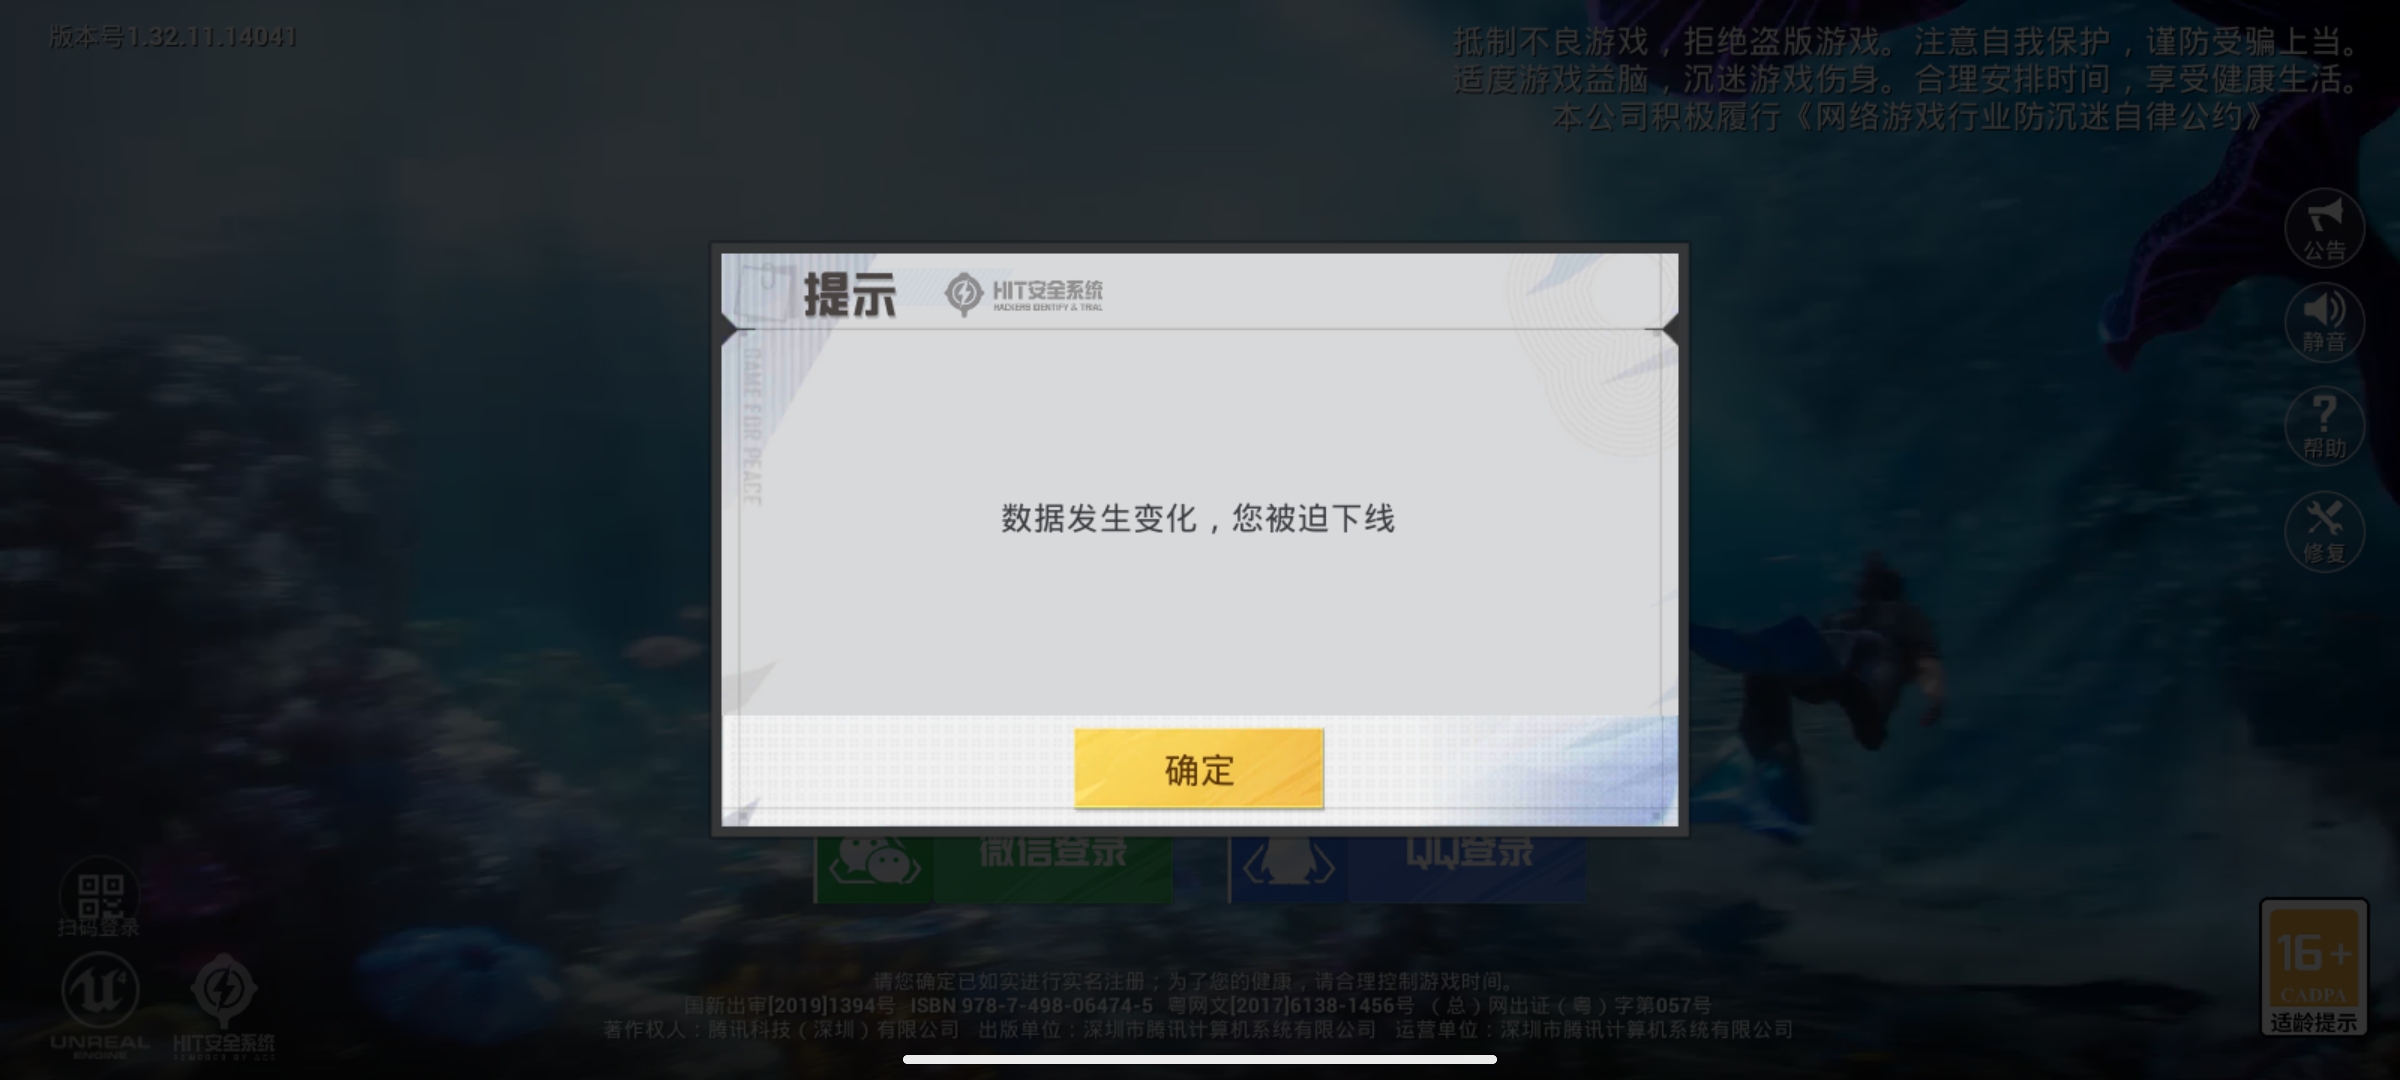 版本号1.32.11.14041
抵制不良游戏，拒绝盗版游戏。注意自我保护，谨防受骗上当。
适度游戏益脑，沉迷游戏伤身。合理安排时间，享受健康生活。
本公司积极履行《网络游戏行业防沉迷自律公约》
公告
静音
帮助
修复
提示
HIT安全系统
HACKERS IDENTIFY & TRIAL
GAME FOR PEACE
数据发生变化，您被迫下线
确定
微信登录
QQ登录
扫码登录
UNREAL
ENGINE
HIT安全系统
POWERED BY ACE
请您确定已如实进行实名注册；为了您的健康，请合理控制游戏时间。
国新出审[2019]1394号 ISBN 978-7-498-06474-5 粤网文[2017]6138-1456号 （总）网出证（粤）字第057号
著作权人：腾讯科技（深圳）有限公司 出版单位：深圳市腾讯计算机系统有限公司 运营单位：深圳市腾讯计算机系统有限公司
16+
CADPA
适龄提示